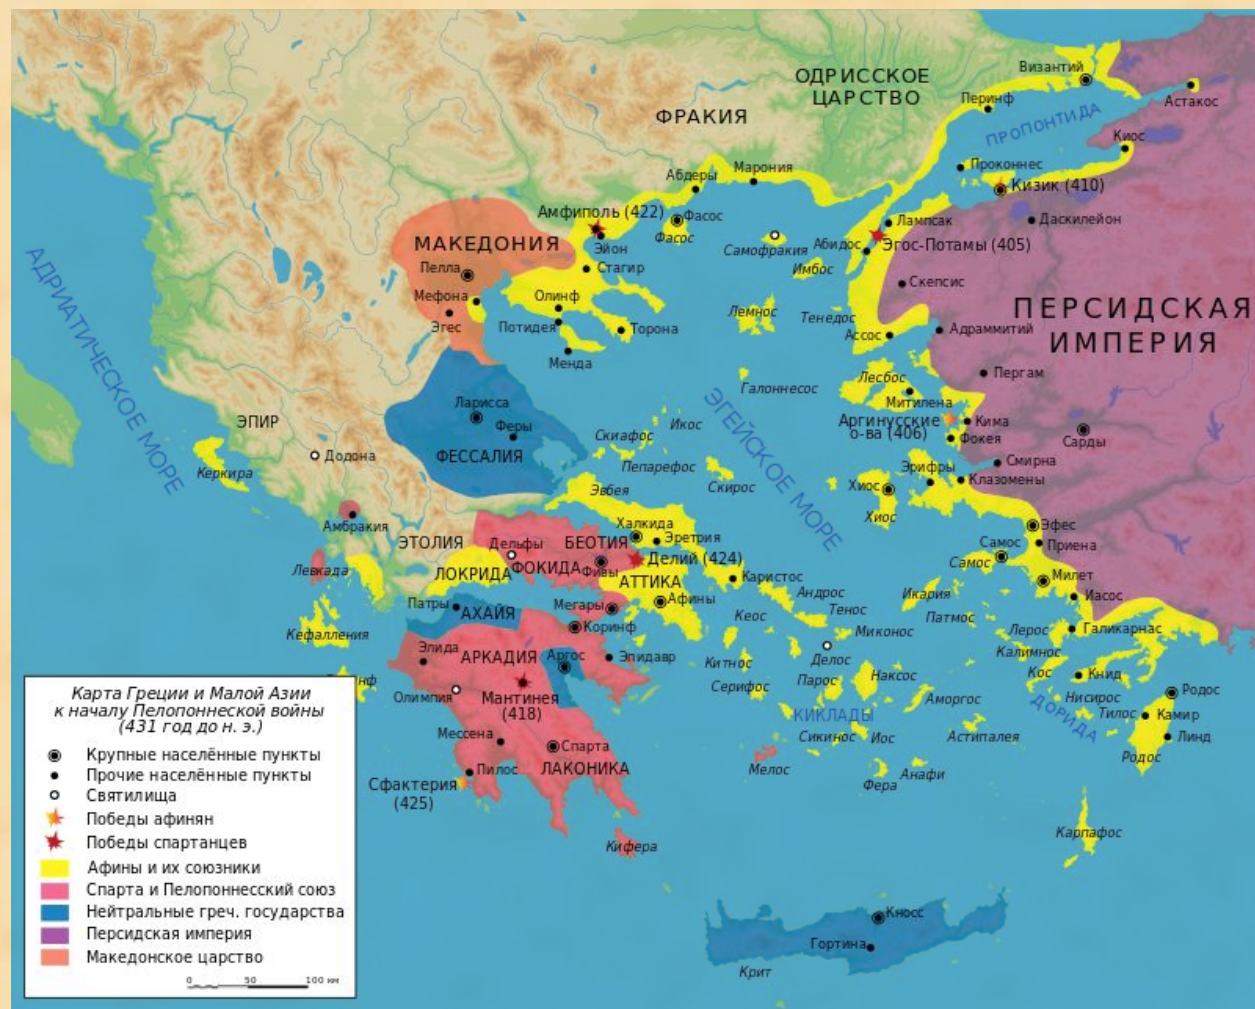 ОДРИССКОЕ
ЦАРСТВО
ФРАКИЯ
Византий
Перинф
Астакос
ПРОПОНТИДА
Киос
Проконнес
Кизик (410)
Марония
Абдеры
Амфиполь (422)
Фасос
Фасос
Эйон
Самофракия
Лампсак
Даскилейон
Абидос
Эгос-Потамы (405)
МАКЕДОНИЯ
Пелла
Стагир
Имброс
Скепсис
Мефона
Олинф
Эгес
Потидея
Торона
Лемнос
Тенедос
ПЕРСИДСКАЯ
ИМПЕРИЯ
Ассос
Адраммитий
Менда
АДРИАТИЧЕСКОЕ МОРЕ
Пергам
Галоннесос
Лесбос
Митилена
ЭГЕЙСКОЕ МОРЕ
Ларисса
Феры
ФЕССАЛИЯ
ЭПИР
Додона
Керкира
Икос
Скиафос
Пепарефос
Скирос
Аргинусские
о-ва (406)
Кима
Фокея
Сарды
Смирна
Эрифры
Клазомены
Хиос
Хиос
Эвбея
Амбракия
Халкида
Эретрия
Эфес
Приена
ЭТОЛИЯ
Дельфы
БЕОТИЯ
Делий (424)
Самос
Самос
Левкада
ЛОКРИДА
ФОКИДА
Фивы
АТТИКА
Каристос
Милет
Иасос
Патры
АХАЙЯ
Мегары
Афины
Андрос
Икария
Кеос
Тенос
Патмос
Кефалления
Коринф
Миконос
Лерос
Галикарнас
Элида
АРКАДИЯ
Аргос
Эпидавр
Делос
Калимнос
Китнос
Парос
Наксос
Кос
Книд
Олимпия
Мантинея
(418)
Серифос
Аморгос
Нисирос
Родос
КИКЛАДЫ
ДОРИДА
Тилос
Камир
Мессена
Спарта
Сикинос
Иос
Астипалея
Линд
Родос
Пилос
ЛАКОНИКА
Мелос
Анафи
Фера
Сфактерия
(425)
Кифера
Карпафос
Кносс
Гортина
Крит
Карта Греции и Малой Азии
к началу Пелопоннеской войны
(431 год до н. э.)
Крупные населённые пункты
Прочие населённые пункты
Святилища
Победы афинян
Победы спартанцев
Афины и их союзники
Спарта и Пелопоннесский союз
Нейтральные греч. государства
Персидская империя
Македонское царство
0 50 100 км